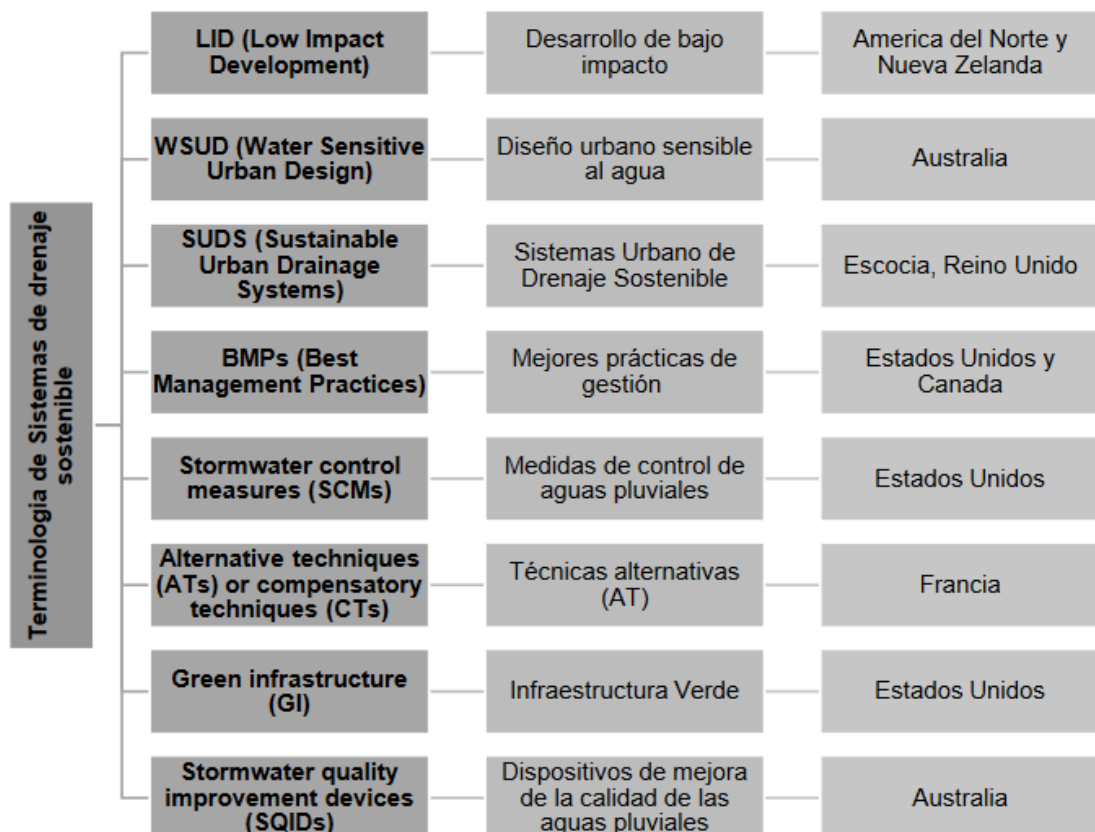 Terminologia de Sistemas de drenaje
sostenible
LID (Low Impact
Development)
Desarrollo de bajo
impacto
America del Norte y
Nueva Zelanda
WSUD (Water Sensitive
Urban Design)
Diseño urbano sensible
al agua
Australia
SUDS (Sustainable
Urban Drainage
Systems)
Sistemas Urbano de
Drenaje Sostenible
Escocia, Reino Unido
BMPs (Best
Management Practices)
Mejores prácticas de
gestión
Estados Unidos y
Canada
Stormwater control
measures (SCMs)
Medidas de control de
aguas pluviales
Estados Unidos
Alternative techniques
(ATs) or compensatory
techniques (CTs)
Técnicas alternativas
(AT)
Francia
Green infrastructure
(GI)
Infraestructura Verde
Estados Unidos
Stormwater quality
improvement devices
(SQIDs)
Dispositivos de mejora
de la calidad de las
aguas pluviales
Australia